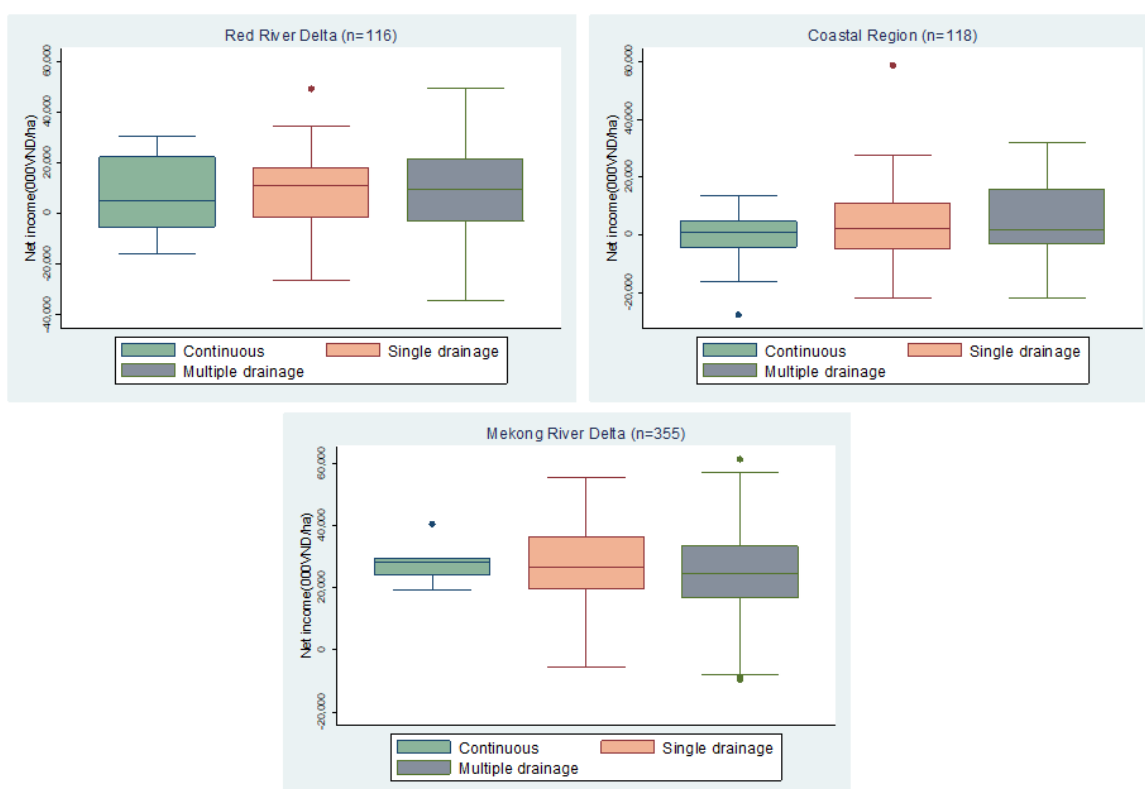 Red River Delta (n=116)
Net income(000VND/ha)
60,000
40,000
20,000
0
-20,000
-40,000
Continuous
Single drainage
Multiple drainage
Coastal Region (n=118)
Net income(000VND/ha)
60,000
40,000
20,000
0
-20,000
Continuous
Single drainage
Multiple drainage
Mekong River Delta (n=355)
Net income(000VND/ha)
60,000
40,000
20,000
0
-20,000
Continuous
Single drainage
Multiple drainage